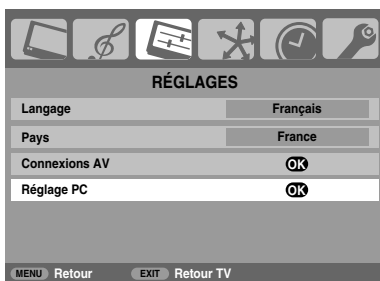 RÉGLAGES
Langage Français
Pays France
Connexions AV OK
Réglage PC OK
MENU Retour EXIT Retour TV